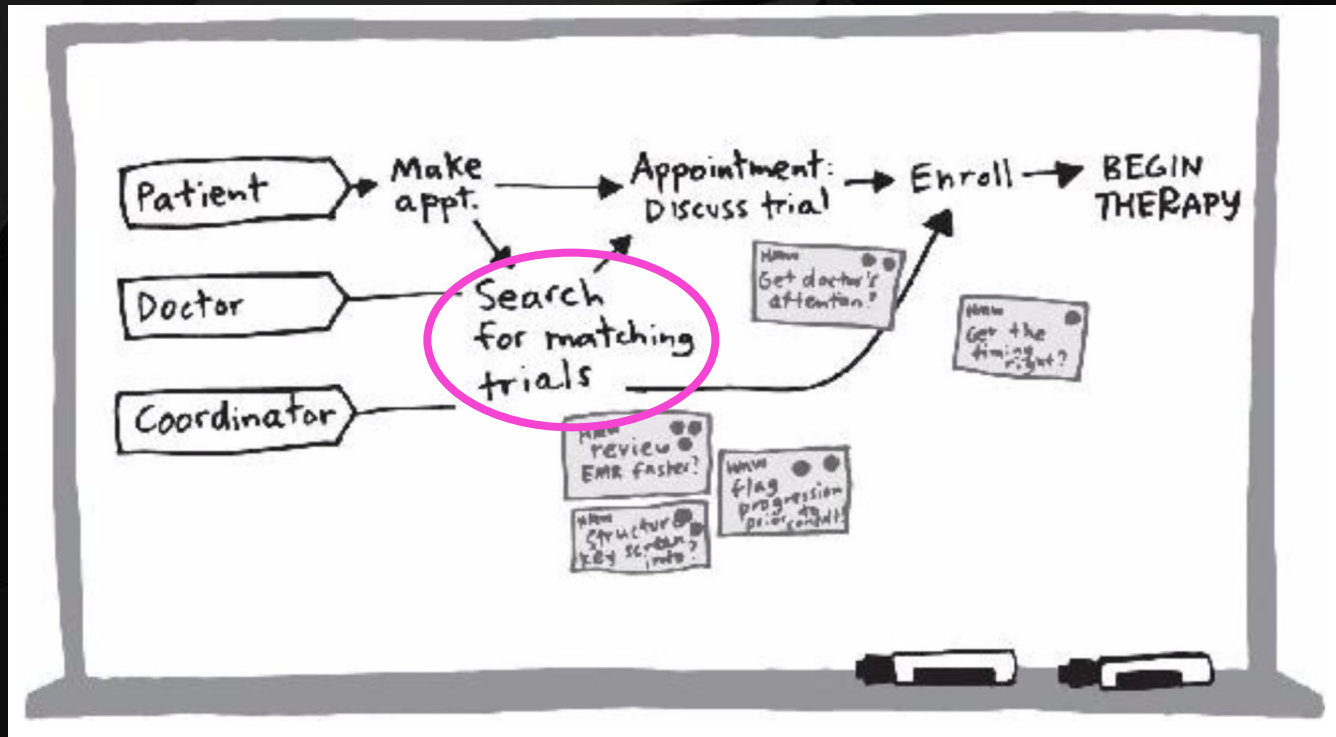 Patient
Make
appt.
Appointment:
Discuss trial
Enroll
BEGIN
THERAPY
Doctor
Search
for matching
trials
Coordinator
HMW
Get doctor's
attention?
HMW
Get the
timing
right?
HMW
review
EMR faster?
HMW
flag
progression
prior to
consult?
HMW
structure
key screen
info?